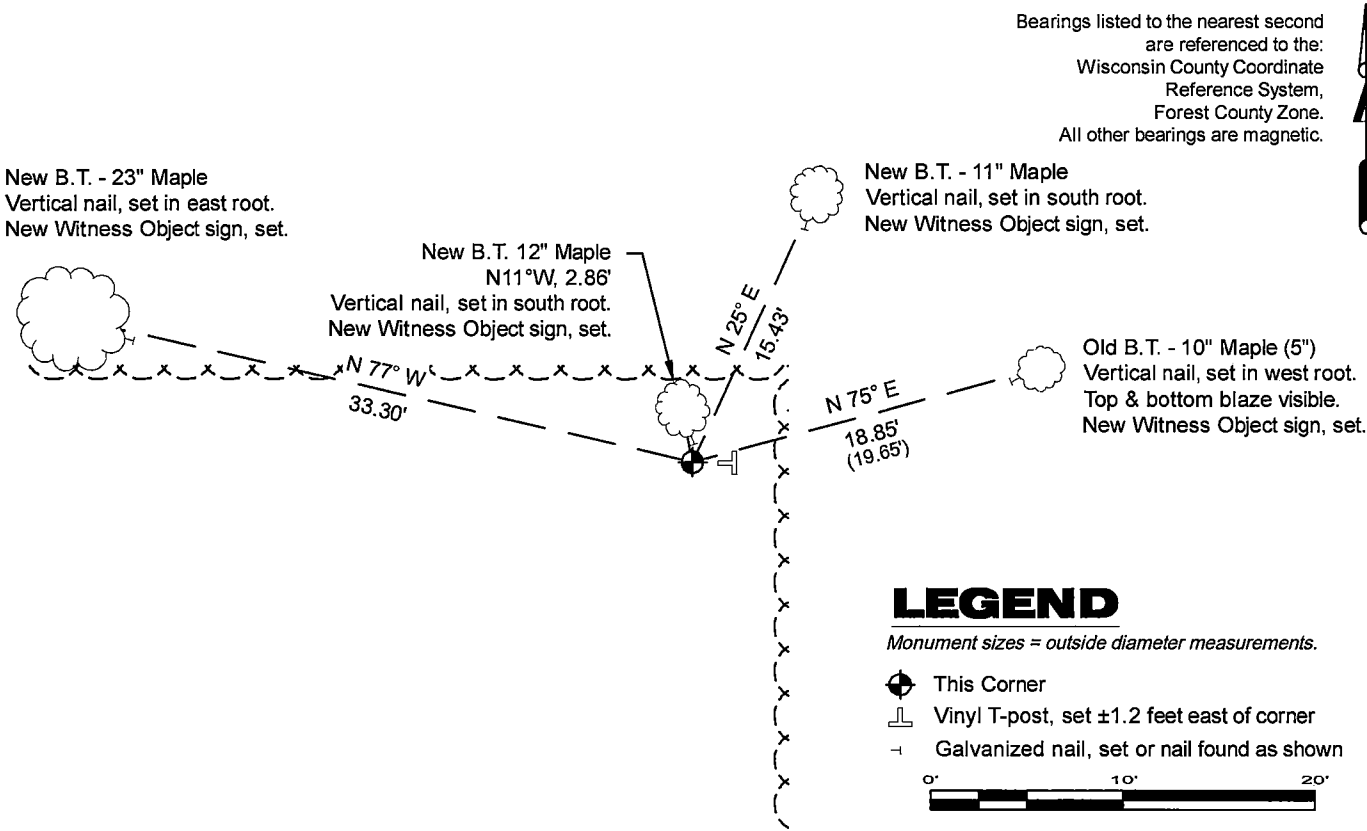 Bearings listed to the nearest second
are referenced to the:
Wisconsin County Coordinate
Reference System,
Forest County Zone.
All other bearings are magnetic.
New B.T. - 23" Maple
Vertical nail, set in east root.
New Witness Object sign, set.
New B.T. - 11" Maple
Vertical nail, set in south root.
New Witness Object sign, set.
New B.T. 12" Maple
N11°W, 2.86'
Vertical nail, set in south root.
New Witness Object sign, set.
N 25° E
15.43'
N 77° W
33.30'
Old B.T. - 10" Maple (5")
Vertical nail, set in west root.
Top & bottom blaze visible.
New Witness Object sign, set.
N 75° E
18.85'
(19.65')
LEGEND
Monument sizes = outside diameter measurements.
This Corner
Vinyl T-post, set ±1.2 feet east of corner
Galvanized nail, set or nail found as shown
0' 10' 20'